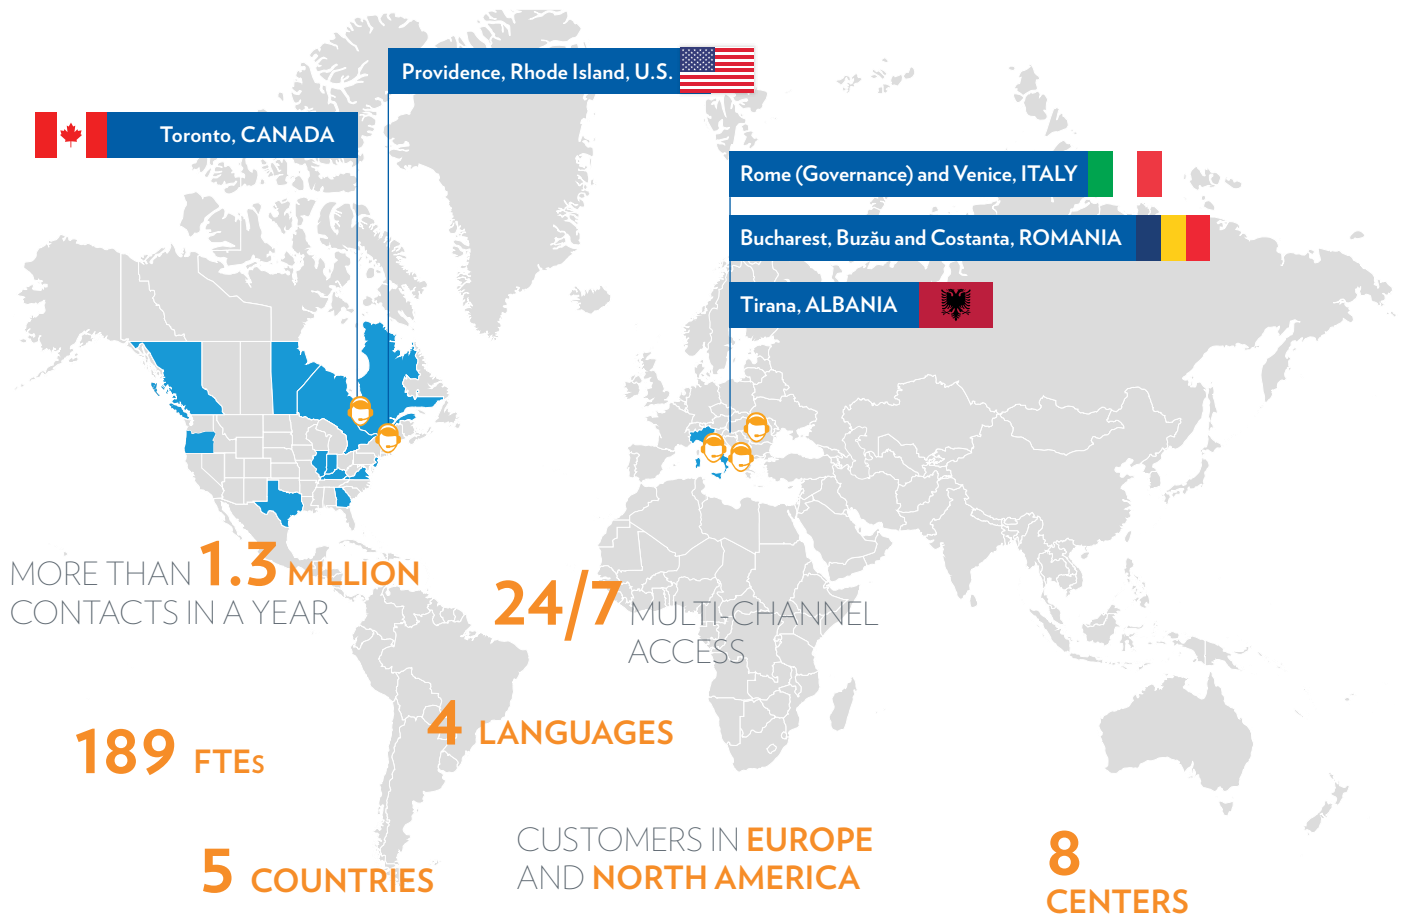 Providence, Rhode Island, U.S.
Toronto, CANADA
Rome (Governance) and Venice, ITALY
Bucharest, Buzău and Costanta, ROMANIA
Tirana, ALBANIA
MORE THAN 1.3 MILLION
CONTACTS IN A YEAR
24/7 MULTI-CHANNEL
ACCESS
4 LANGUAGES
189 FTEs
CUSTOMERS IN EUROPE
AND NORTH AMERICA
5 COUNTRIES
8
CENTERS